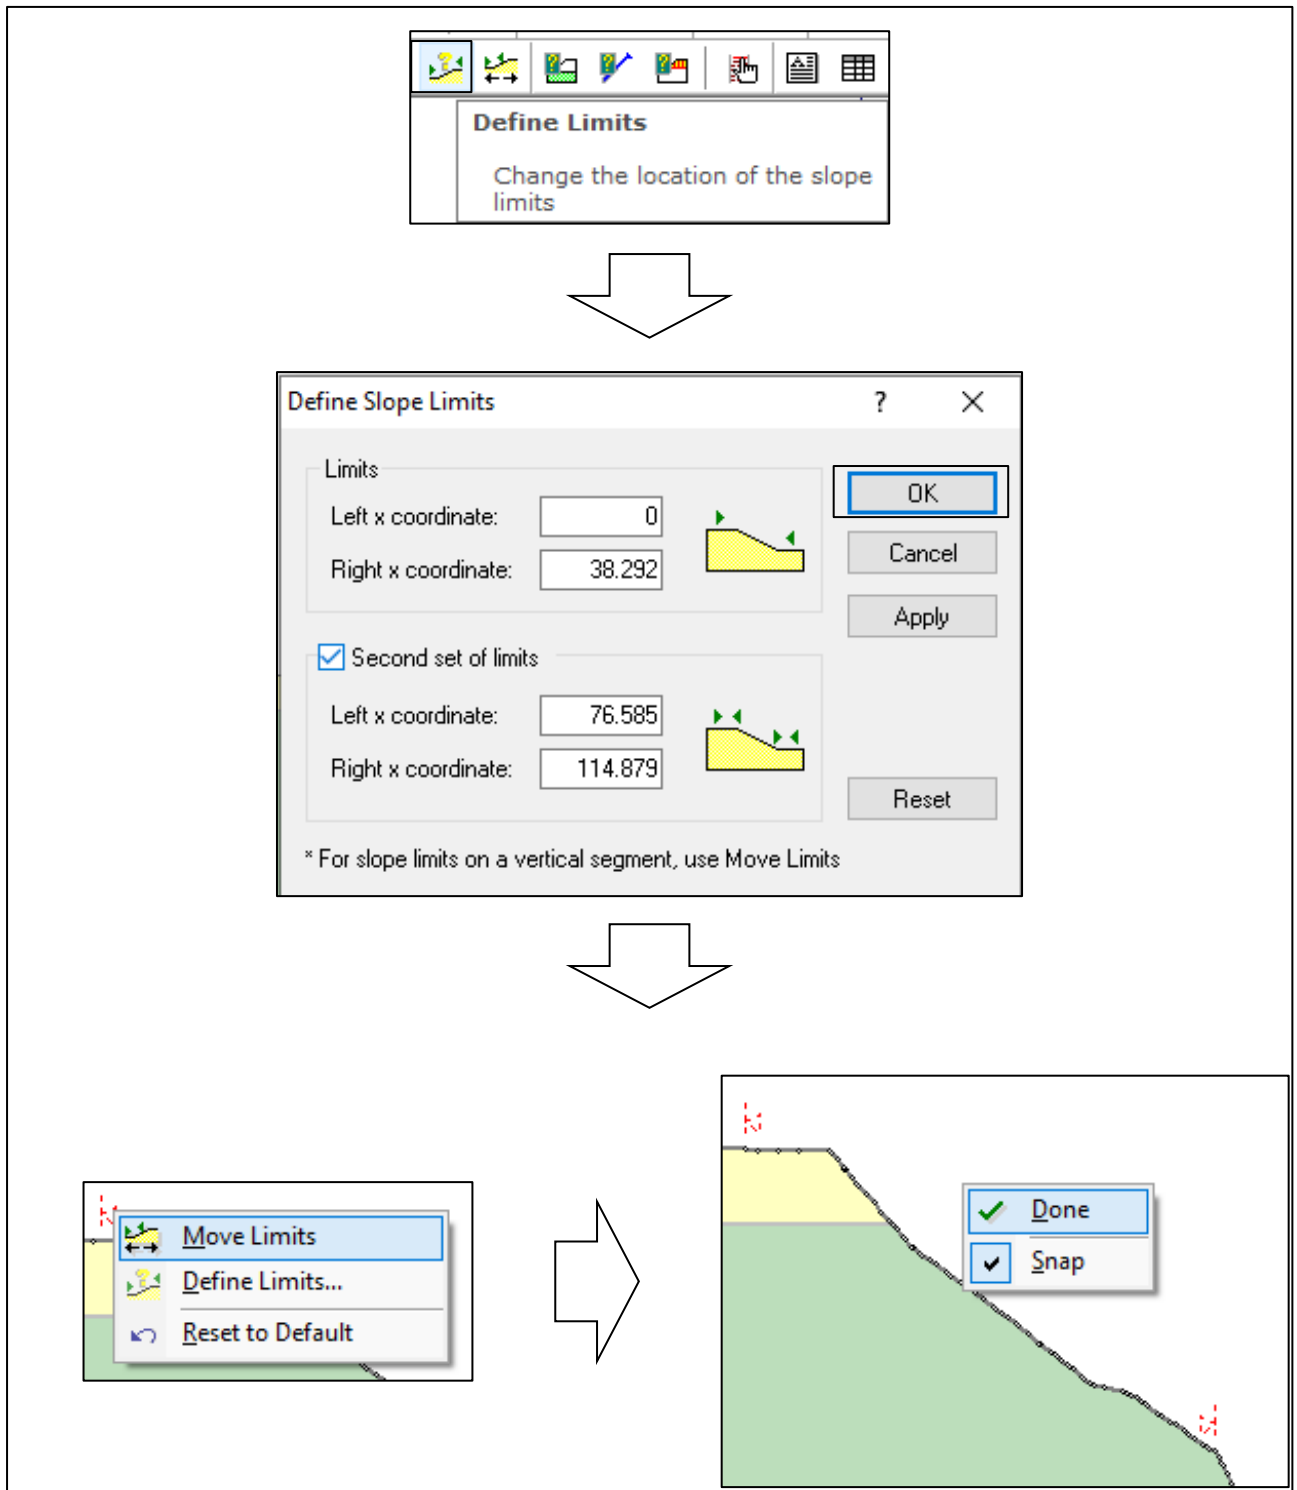 Define Limits
Change the location of the slope
limits
Define Slope Limits
?
Limits
Left x coordinate:
0
Right x coordinate:
38.292
OK
Cancel
Apply
Second set of limits
Left x coordinate:
76.585
Right x coordinate:
114.879
Reset
* For slope limits on a vertical segment, use Move Limits
Move Limits
Define Limits...
Reset to Default
Done
Snap